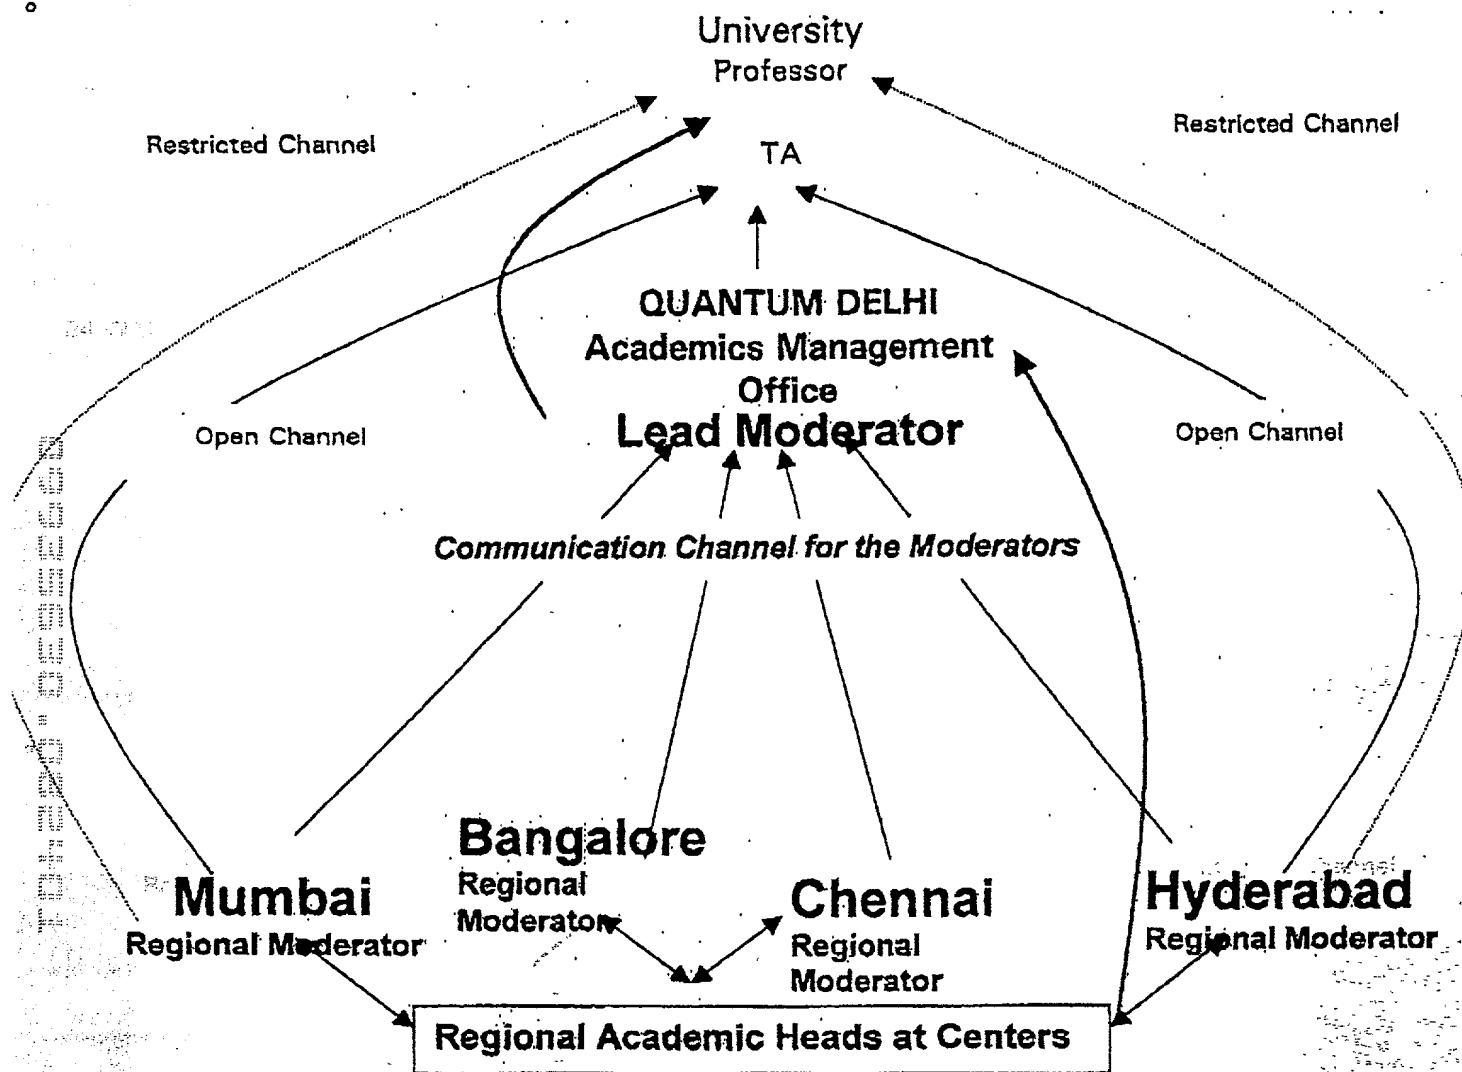 University
Professor
Restricted Channel
Restricted Channel
TA
QUANTUM DELHI
Academics Management
Office
Lead Moderator
Open Channel
Open Channel
Communication Channel for the Moderators
Bangalore
Regional
Moderator
Mumbai
Regional Moderator
Chennai
Regional
Moderator
Hyderabad
Regional Moderator
Regional Academic Heads at Centers